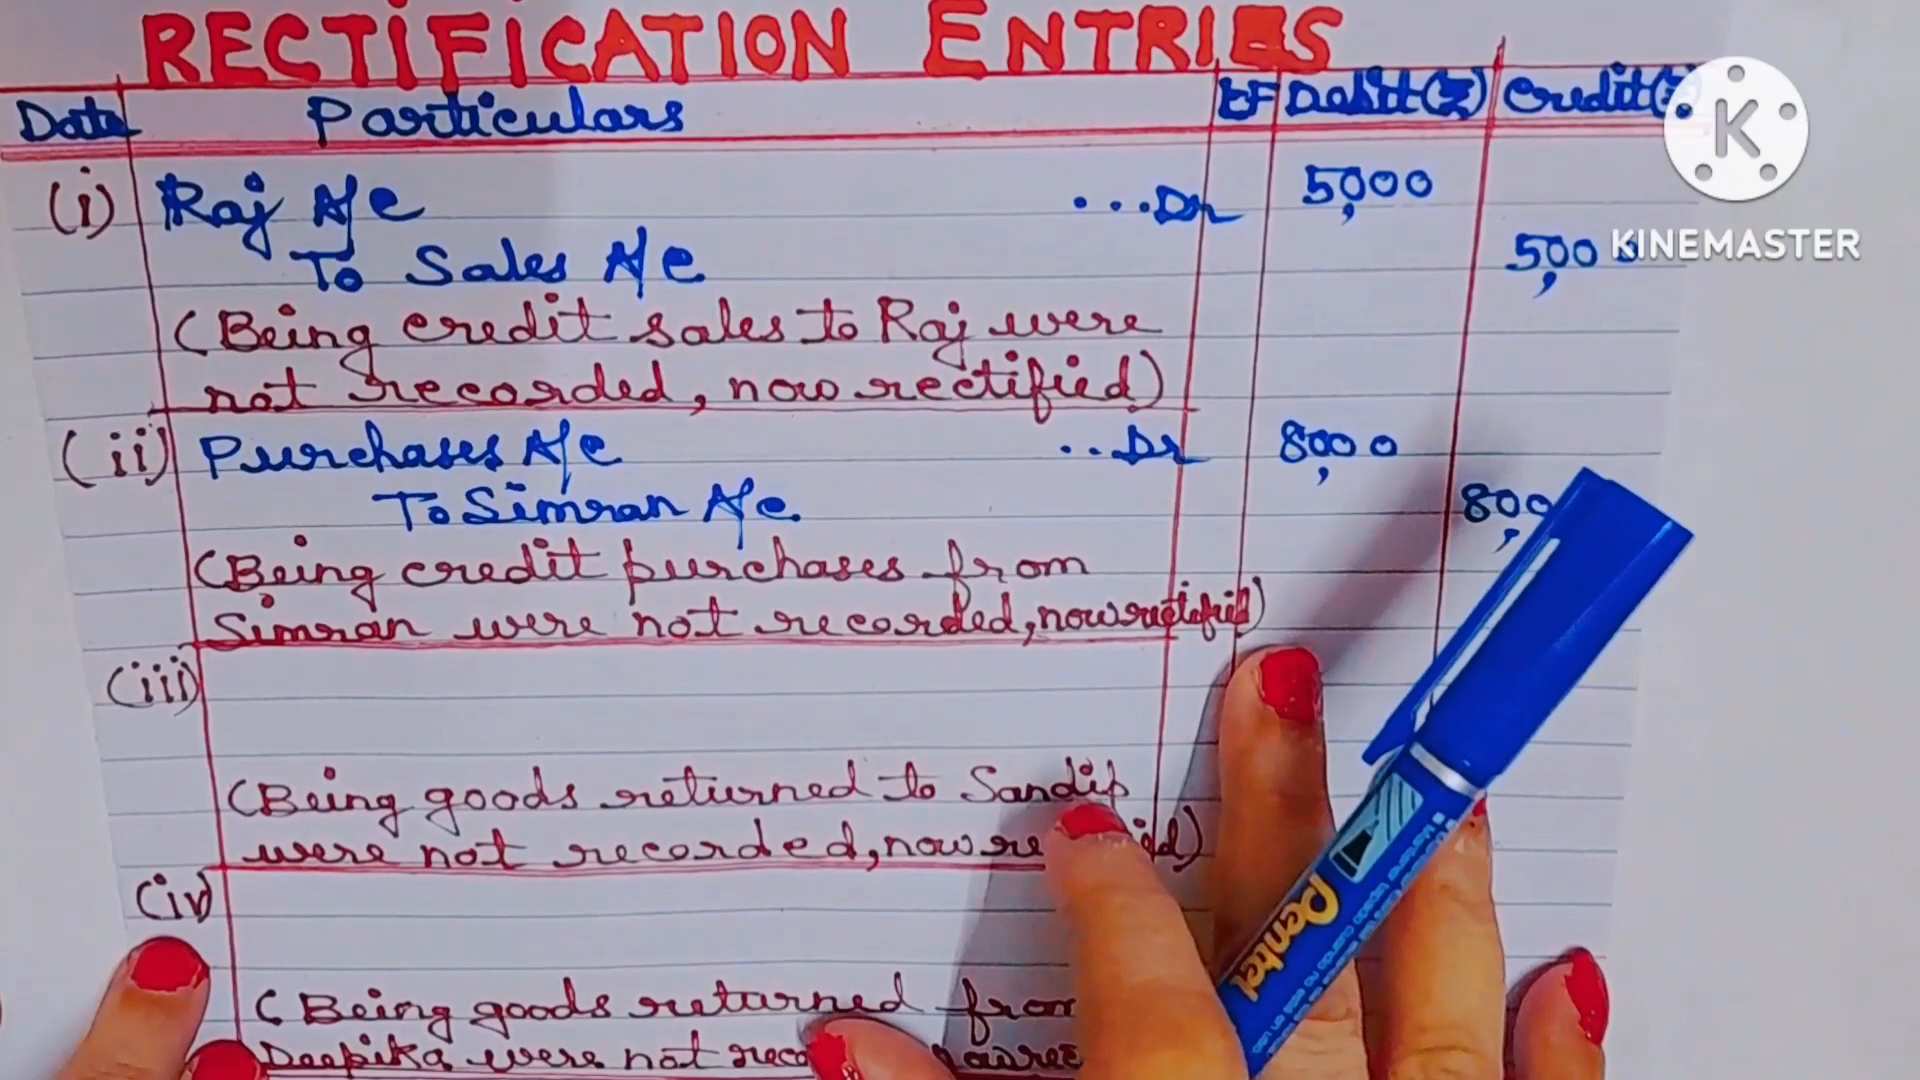 RECTIFICATION ENTRIES
Date Particulars LF Debit(₹) Credit(₹)
(i) Raj A/c ...Dr 5,000
To Sales A/c 5,000
(Being credit sales to Raj were
not recorded, now rectified)
(ii) Purchases A/c ..Dr 8,000
To Simran A/c 8,00
(Being credit purchases from
Simran were not recorded, now rectified)
(iii)
(Being goods returned to Sandip
were not recorded, now
(iv)
(Being goods returned from
Deepika were not
K
KINEMASTER
Pentel